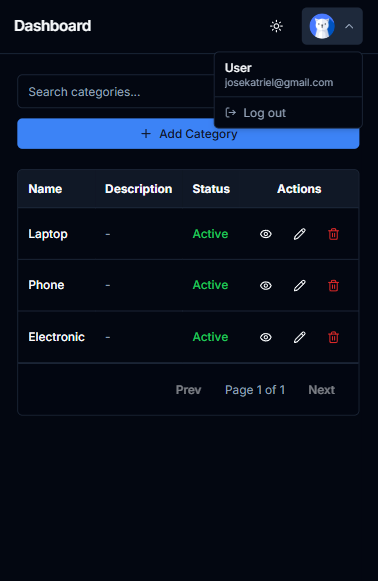 Dashboard
User
josekatriel@gmail.com
Log out
Search categories...
Add Category
Name Description Status Actions
Laptop - Active
Phone - Active
Electronic - Active
Prev Page 1 of 1 Next